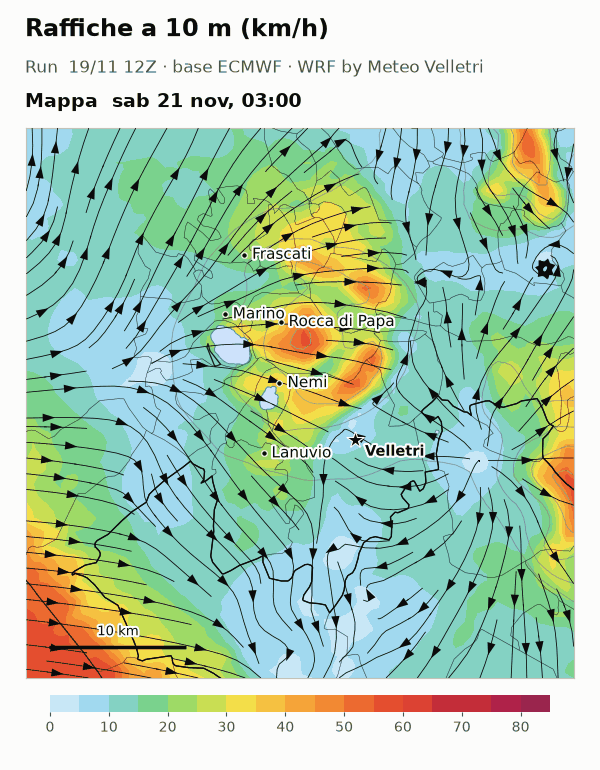 Raffiche a 10 m (km/h)
Run 19/11 12Z · base ECMWF · WRF by Meteo Velletri
Mappa sab 21 nov, 03:00
Frascati
Marino
Rocca di Papa
Nemi
Velletri
Lanuvio
10 km
0 10 20 30 40 50 60 70 80